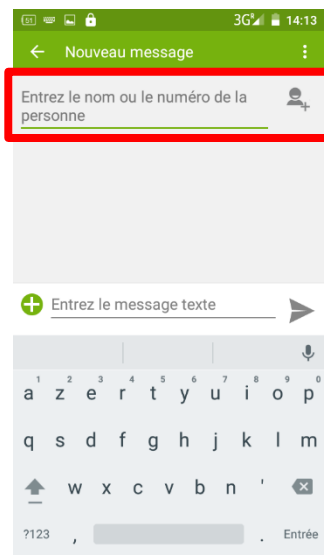 51 3G 14:13
Nouveau message
Entrez le nom ou le numéro de la
personne
Entrez le message texte
1 2 3 4 5 6 7 8 9 0
a z e r t y u i o p
q s d f g h j k l m
w x c v b n '
?123 , . Entrée